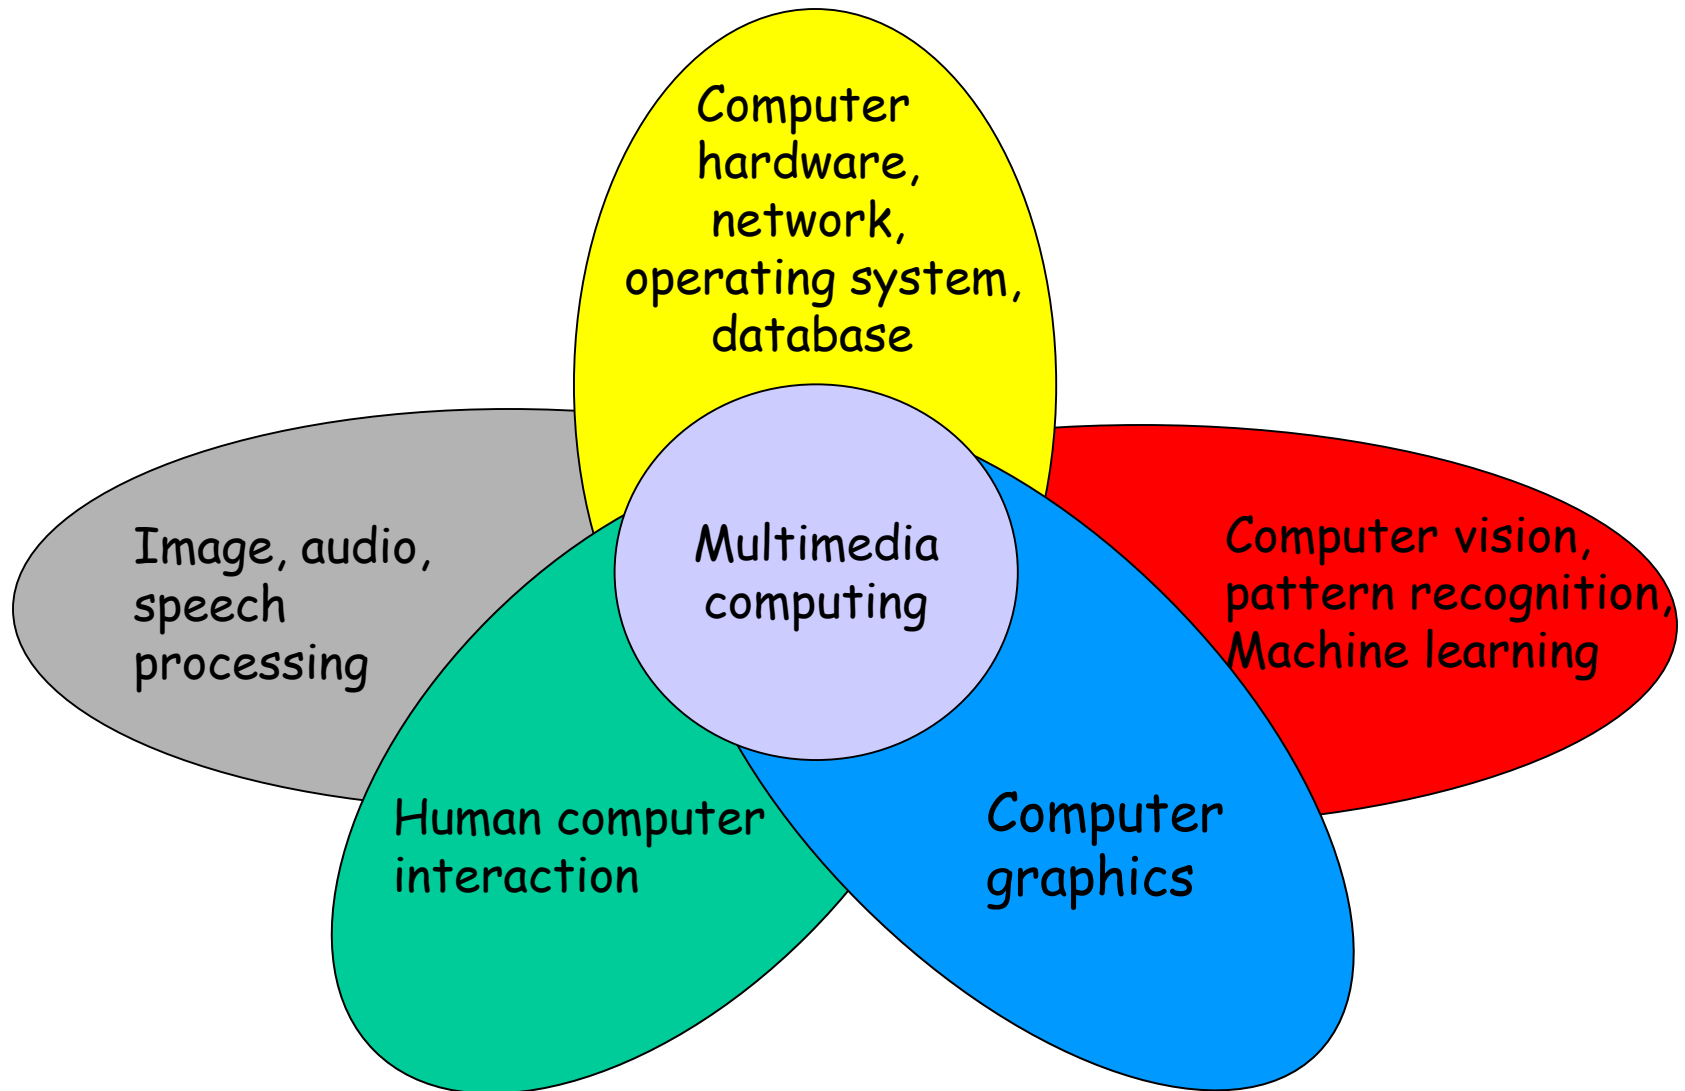 Computer
hardware,
network,
operating system,
database
Image, audio,
speech
processing
Multimedia
computing
Computer vision,
pattern recognition,
Machine learning
Human computer
interaction
Computer
graphics